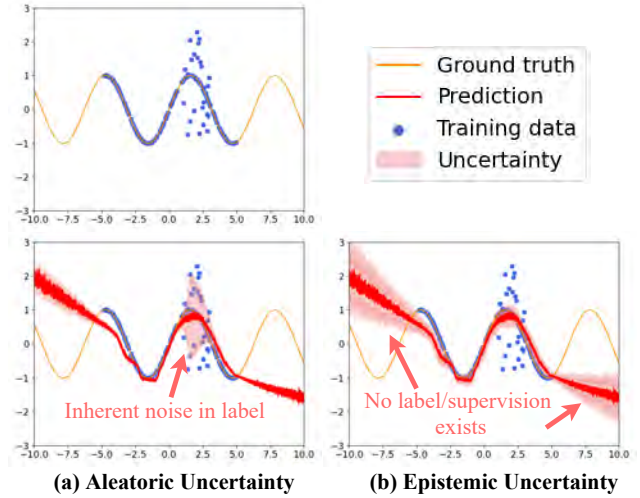 3
2
1
0
−1
−2
−3
−10.0 −7.5 −5.0 −2.5 0.0 2.5 5.0 7.5 10.0
Ground truth
Prediction
Training data
Uncertainty
3
2
1
0
−1
−2
−3
Inherent noise in label
−10.0 −7.5 −5.0 −2.5 0.0 2.5 5.0 7.5 10.0
(a) Aleatoric Uncertainty
3
2
1
0
−1
−2
−3
No label/supervision
exists
−10.0 −7.5 −5.0 −2.5 0.0 2.5 5.0 7.5 10.0
(b) Epistemic Uncertainty